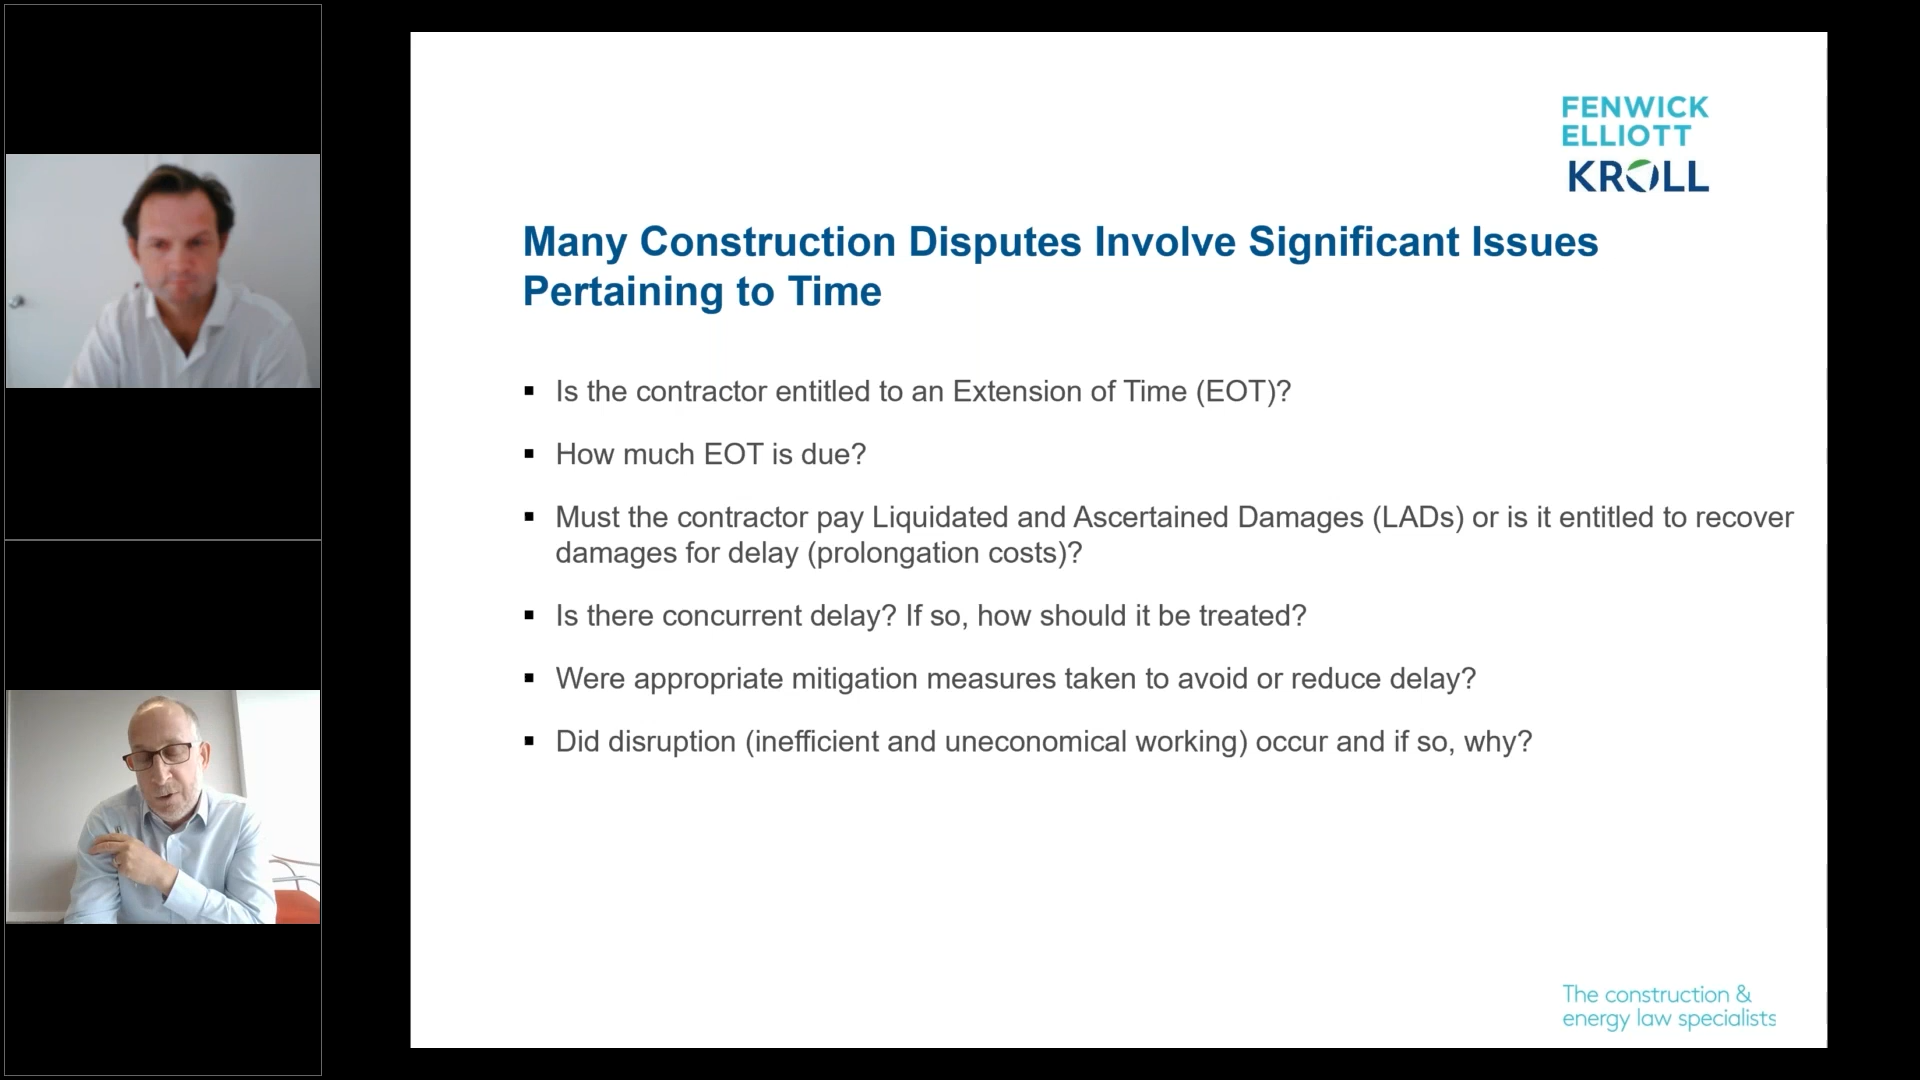 FENWICK
ELLIOTT
KROLL
Many Construction Disputes Involve Significant Issues
Pertaining to Time
▪ Is the contractor entitled to an Extension of Time (EOT)?
▪ How much EOT is due?
▪ Must the contractor pay Liquidated and Ascertained Damages (LADs) or is it entitled to recover
damages for delay (prolongation costs)?
▪ Is there concurrent delay? If so, how should it be treated?
▪ Were appropriate mitigation measures taken to avoid or reduce delay?
▪ Did disruption (inefficient and uneconomical working) occur and if so, why?
The construction &
energy law specialists